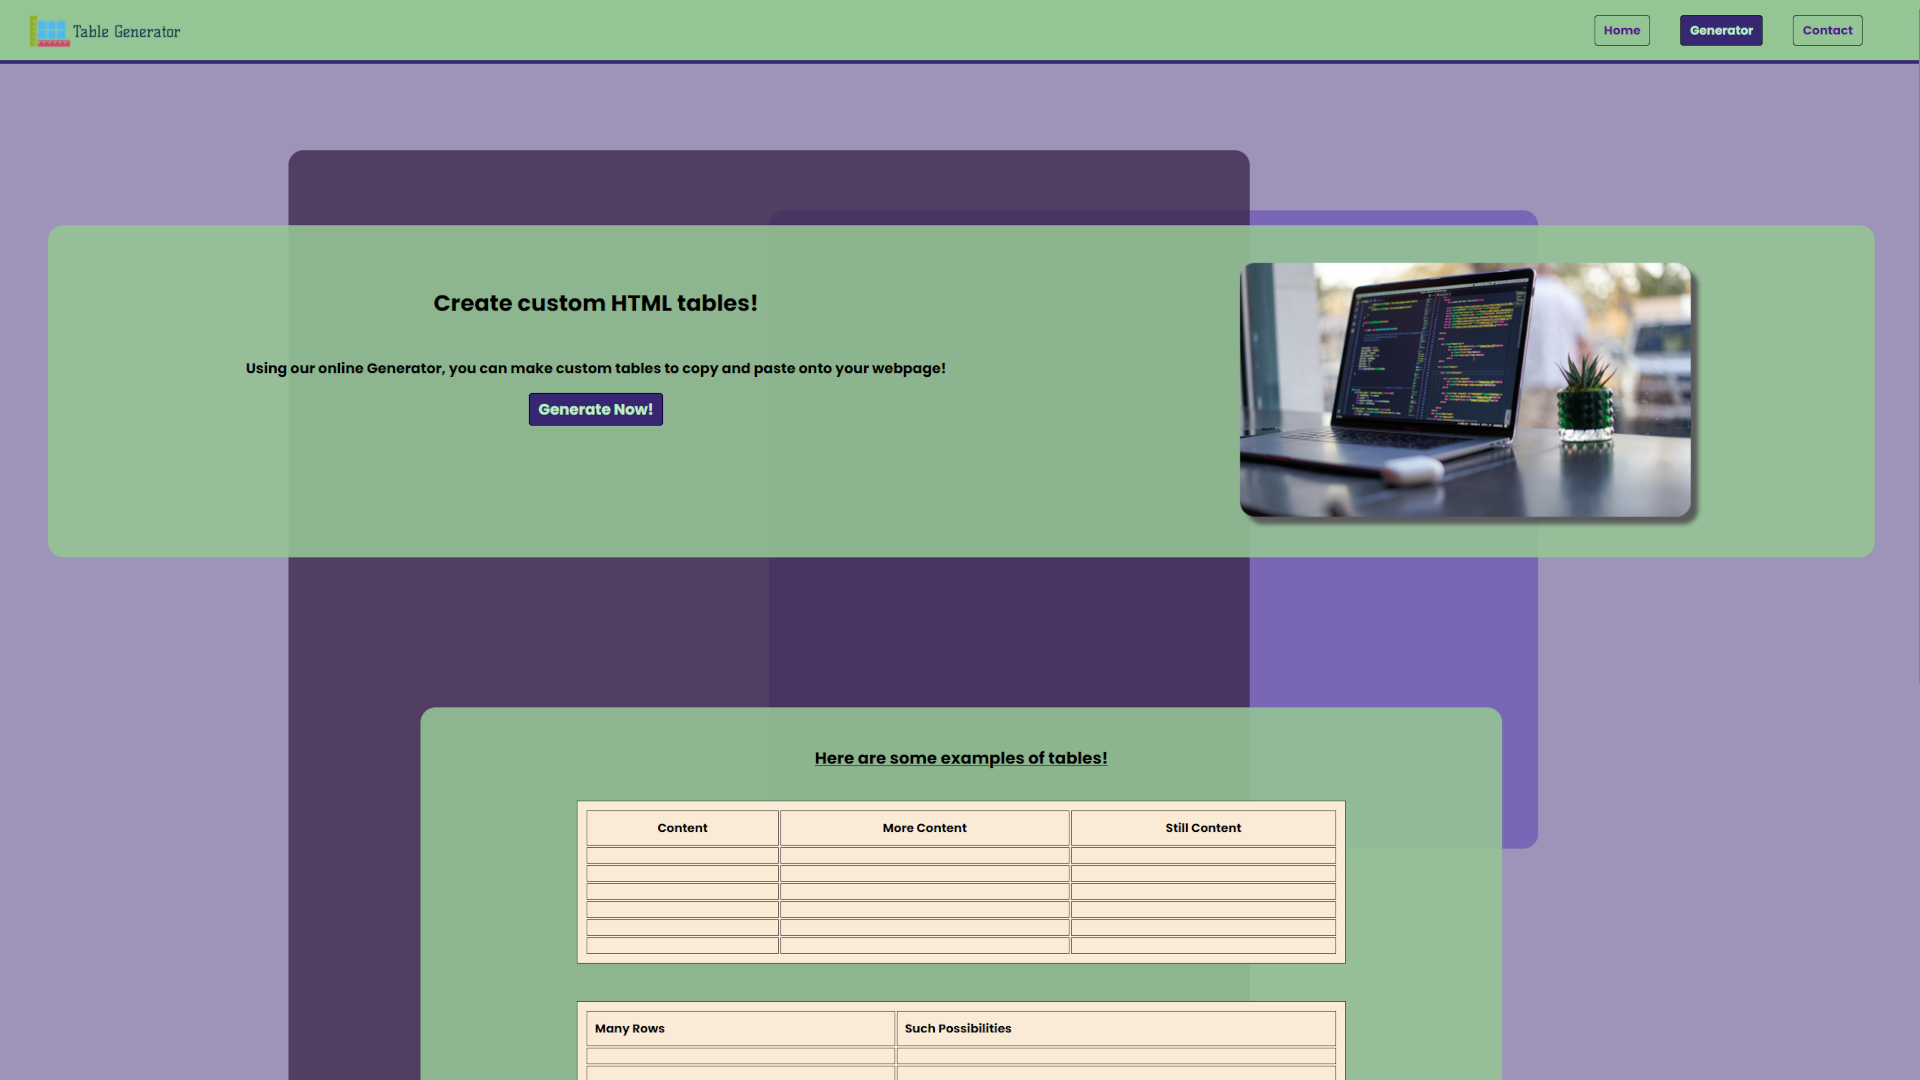 Table Generator
Home
Generator
Contact
Create custom HTML tables!
Using our online Generator, you can make custom tables to copy and paste onto your webpage!
Generate Now!
Here are some examples of tables!
Content More Content Still Content
Many Rows Such Possibilities